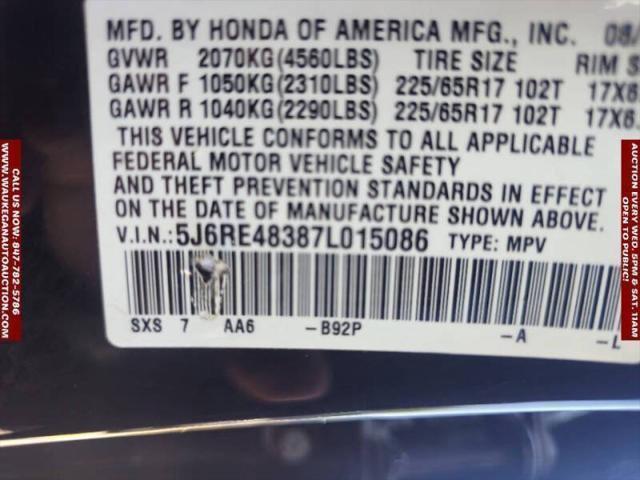 MFD. BY HONDA OF AMERICA MFG., INC. 08/
GVWR 2070KG(4560LBS) TIRE SIZE RIM S
GAWR F 1050KG(2310LBS) 225/65R17 102T 17X6
GAWR R 1040KG(2290LBS) 225/65R17 102T 17X6.
THIS VEHICLE CONFORMS TO ALL APPLICABLE
FEDERAL MOTOR VEHICLE SAFETY
AND THEFT PREVENTION STANDARDS IN EFFECT
ON THE DATE OF MANUFACTURE SHOWN ABOVE.
V.I.N.:5J6RE48387L015086 TYPE: MPV
SXS 7 AA6 -B92P -A -L
CALL US NOW: 847-782-5786
WWW.WAUKEGANAUTOAUCTION.COM
AUCTION EVERY WED. 5PM & SAT. 11AM
OPEN TO PUBLIC!